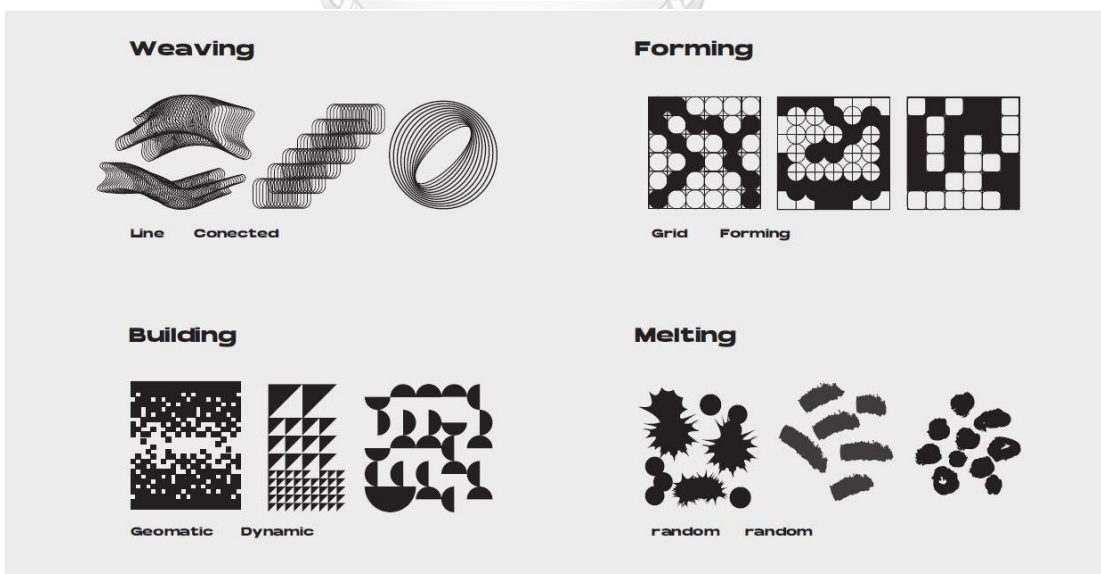 Weaving
Forming
Line Conected
Grid Forming
Building
Melting
Geomatic Dynamic
random random